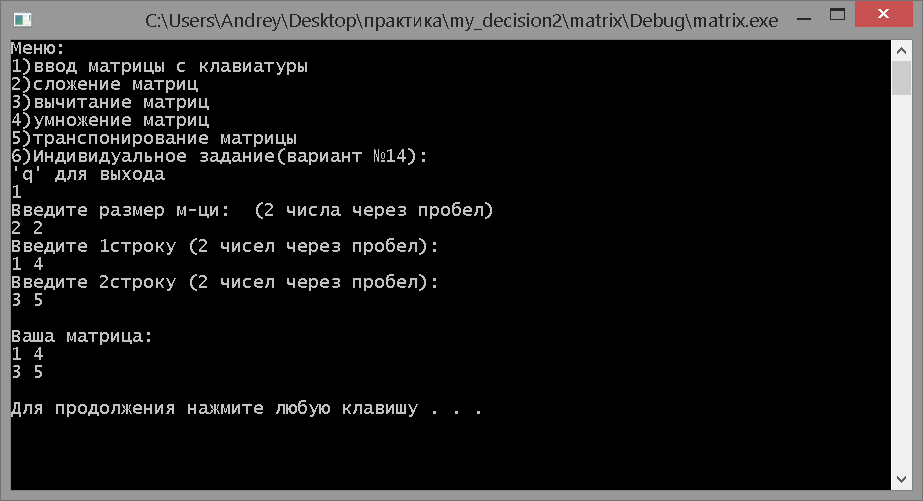 C:\Users\Andrey\Desktop\практика\my_decision2\matrix\Debug\matrix.exe
Меню:
1)ввод матрицы с клавиатуры
2)сложение матриц
3)вычитание матриц
4)умножение матриц
5)транспонирование матрицы
6)Индивидуальное задание(вариант №14):
'q' для выхода
1
Введите размер м-ци:  (2 числа через пробел)
2 2
Введите 1строку (2 чисел через пробел):
1 4
Введите 2строку (2 чисел через пробел):
3 5
Ваша матрица:
1 4
3 5
Для продолжения нажмите любую клавишу . . .